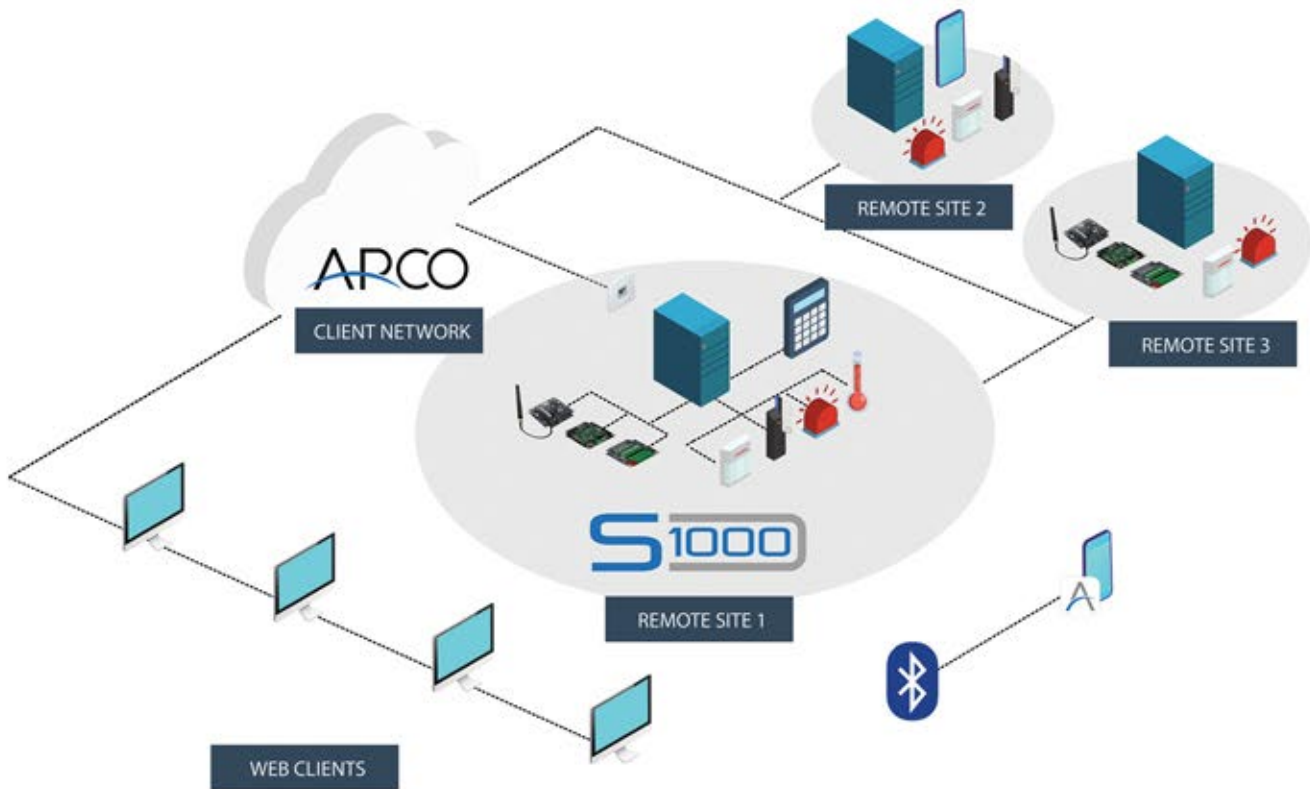 REMOTE SITE 2
REMOTE SITE 3
ARCO
CLIENT NETWORK
S1000
REMOTE SITE 1
WEB CLIENTS